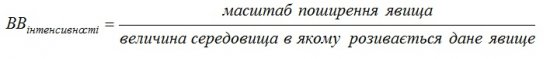 масштаб поширення явища
ВВінтенсивності =
величина середовища в якому розивається дане явище